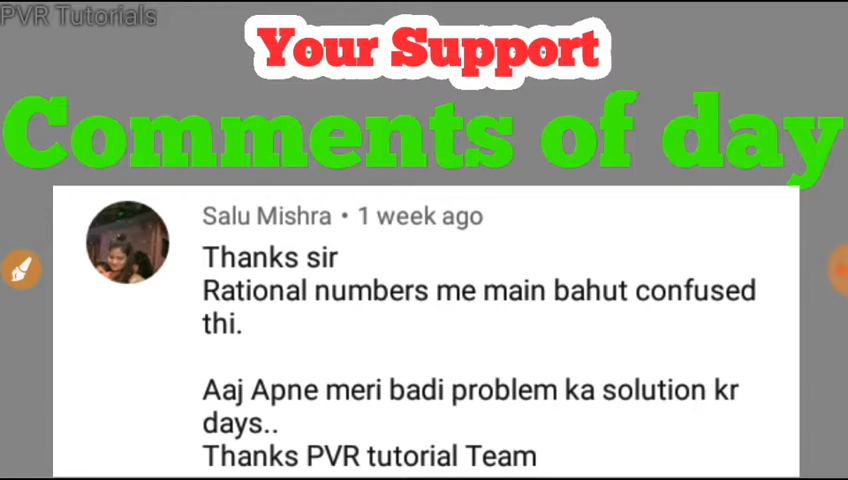 PVR Tutorials
Your Support
Comments of day
Salu Mishra • 1 week ago
Thanks sir
Rational numbers me main bahut confused
thi.
Aaj Apne meri badi problem ka solution kr
days..
Thanks PVR tutorial Team